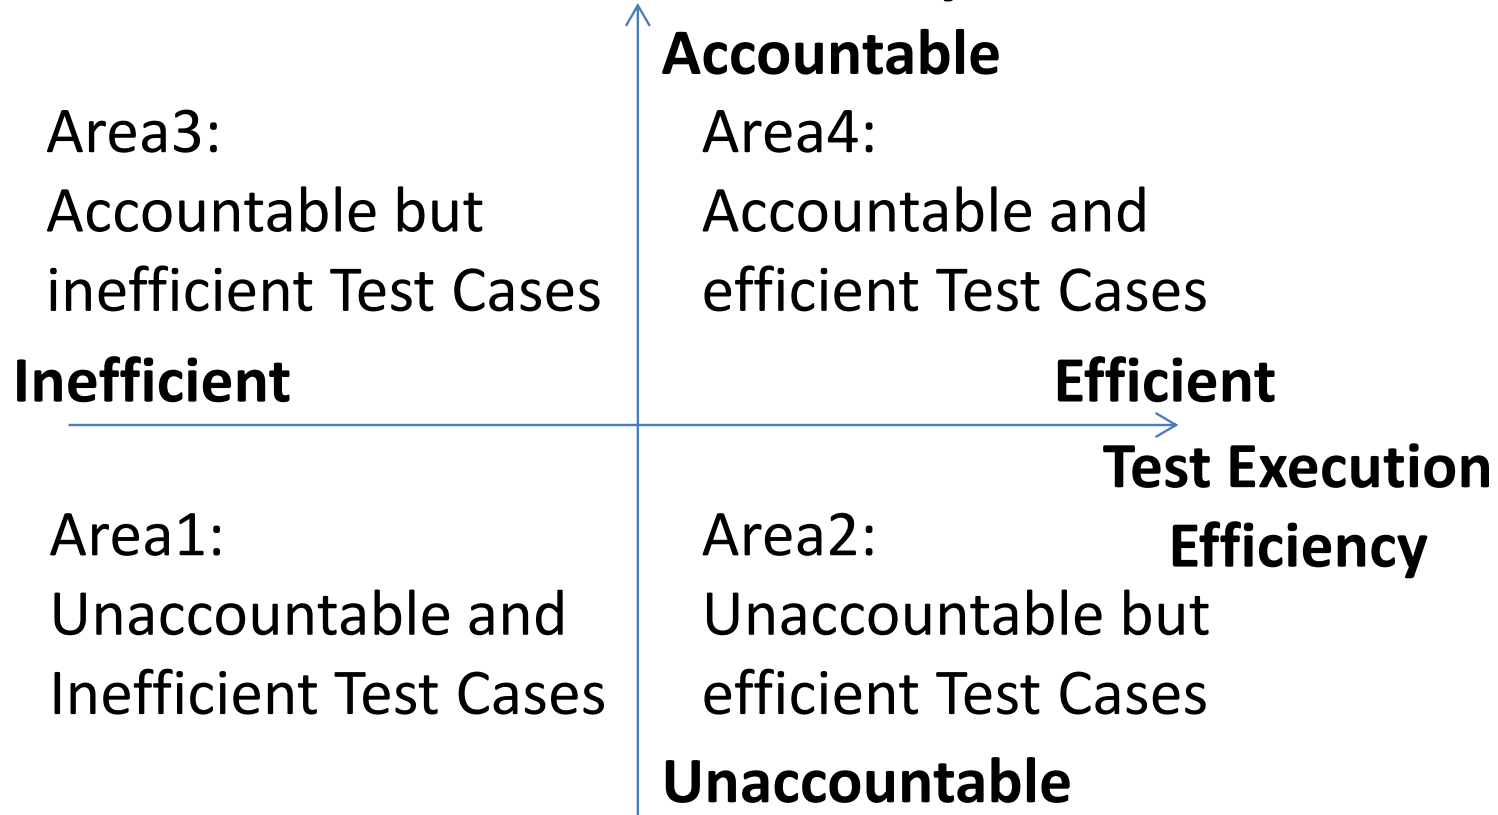 Accountable
Area3:
Accountable but
inefficient Test Cases
Area4:
Accountable and
efficient Test Cases
Inefficient
Efficient
Test Execution
Efficiency
Area1:
Unaccountable and
Inefficient Test Cases
Area2:
Unaccountable but
efficient Test Cases
Unaccountable